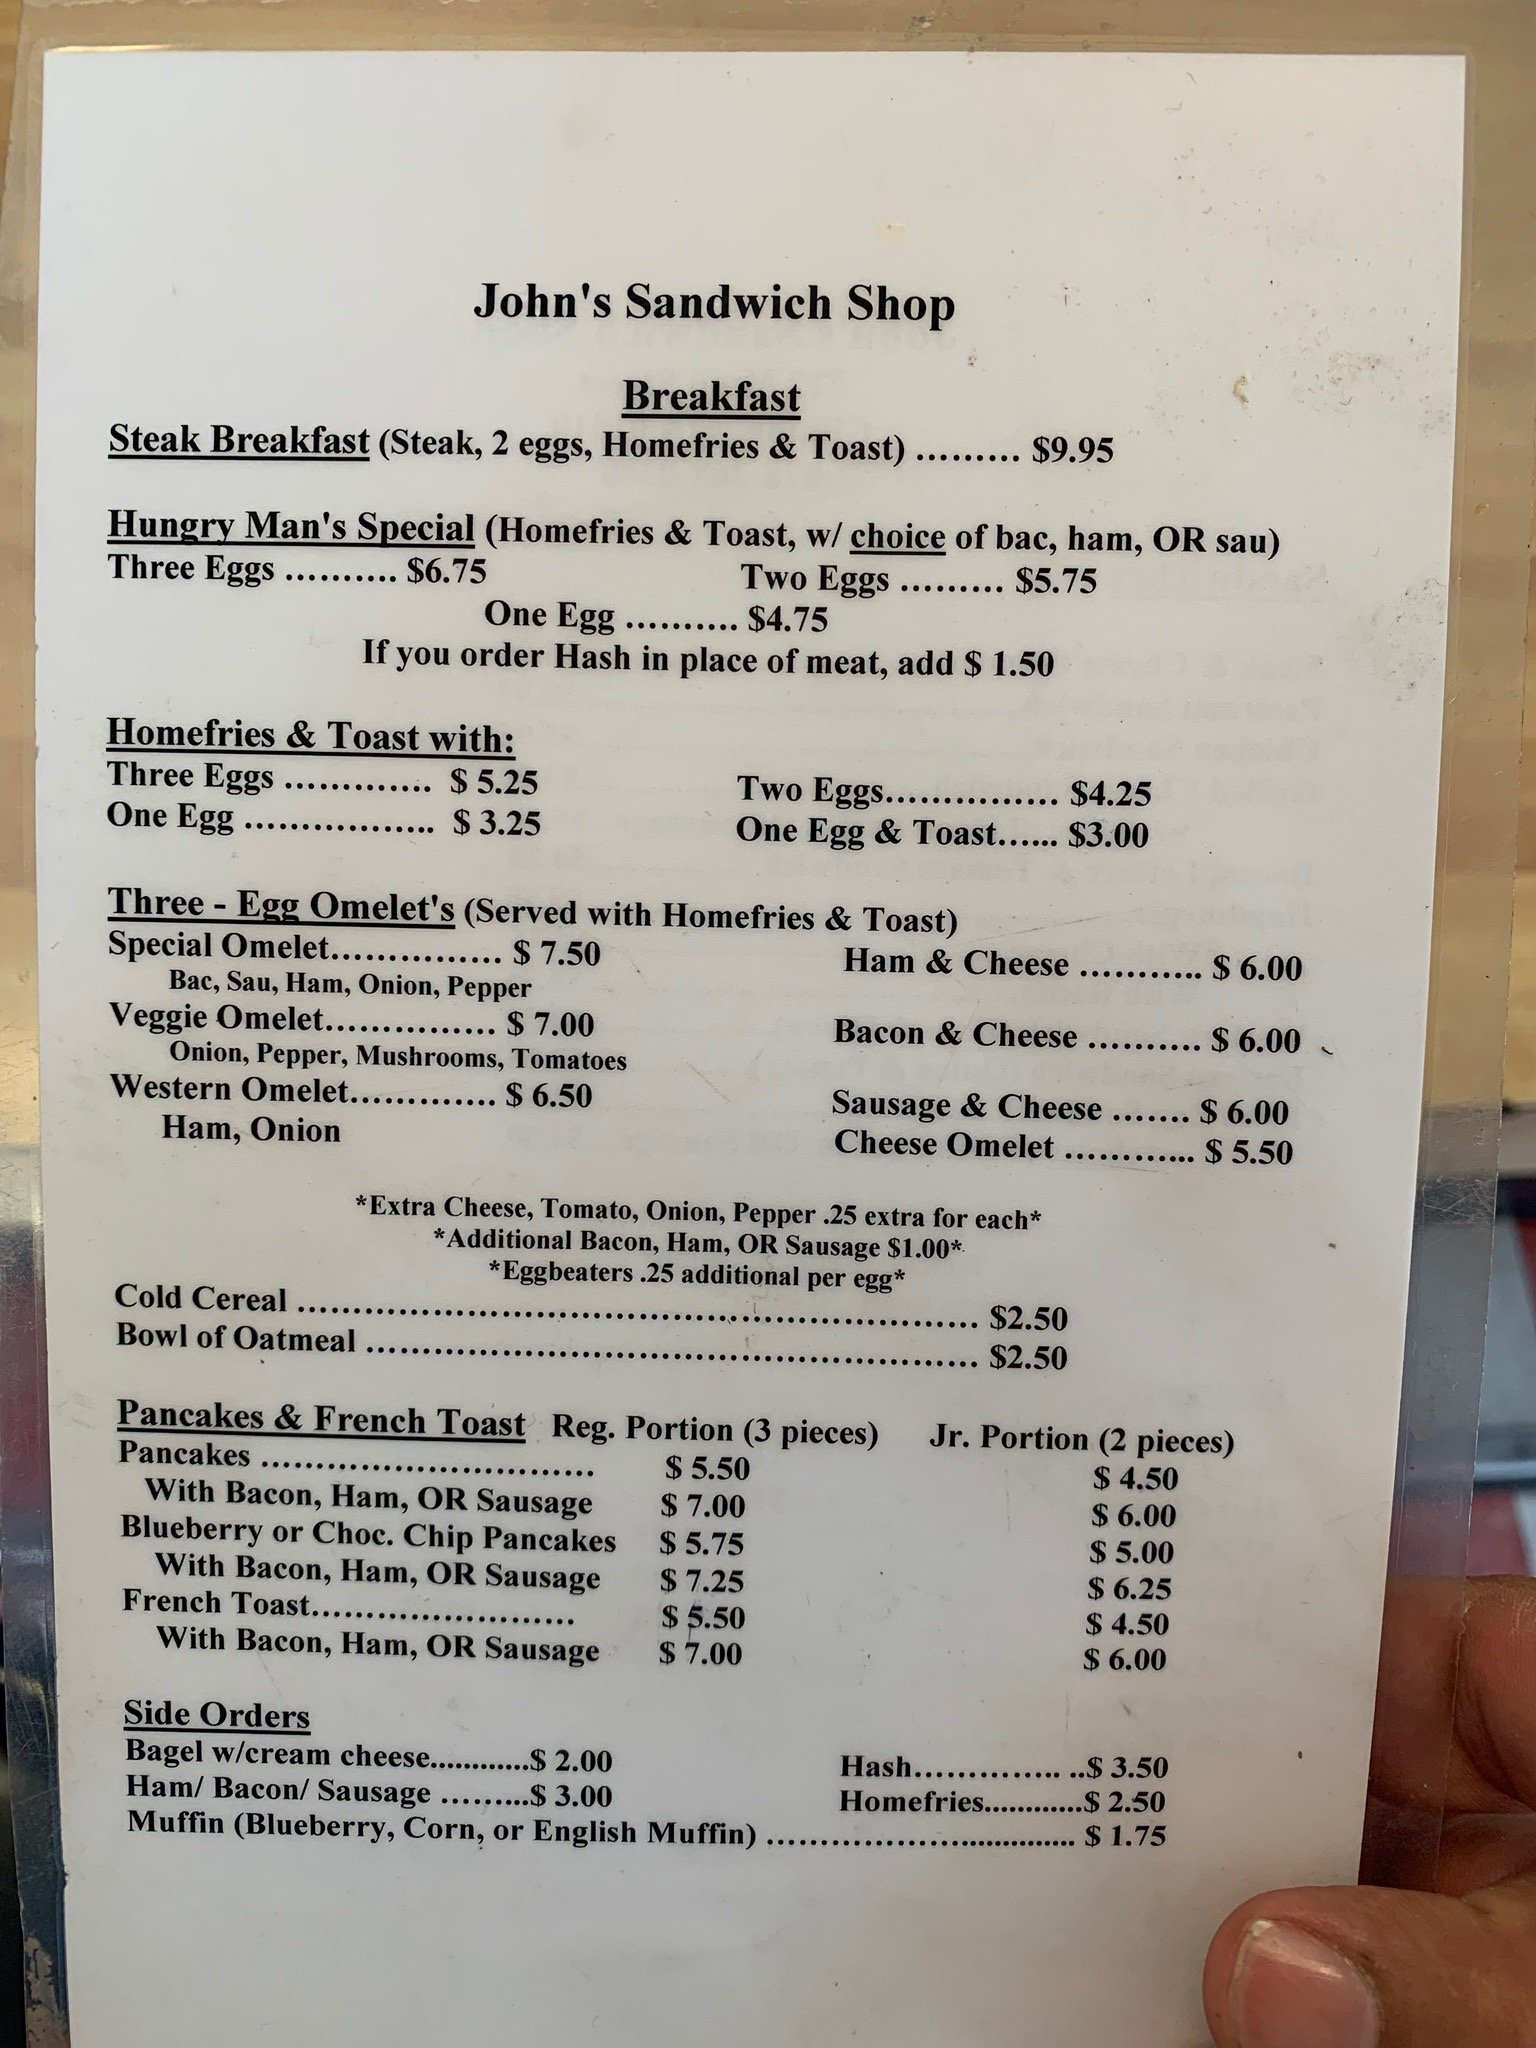 John's Sandwich Shop
Breakfast
Steak Breakfast (Steak, 2 eggs, Homefries & Toast) ......... $9.95
Hungry Man's Special (Homefries & Toast, w/ choice of bac, ham, OR sau)
Three Eggs .......... $6.75 Two Eggs ......... $5.75
One Egg .......... $4.75
If you order Hash in place of meat, add $ 1.50
Homefries & Toast with:
Three Eggs ............. $ 5.25 Two Eggs................ $4.25
One Egg ................. $ 3.25 One Egg & Toast...... $3.00
Three - Egg Omelet's (Served with Homefries & Toast)
Special Omelet................ $ 7.50 Ham & Cheese ........... $ 6.00
Bac, Sau, Ham, Onion, Pepper
Veggie Omelet................ $ 7.00 Bacon & Cheese .......... $ 6.00
Onion, Pepper, Mushrooms, Tomatoes
Western Omelet............. $ 6.50 Sausage & Cheese ....... $ 6.00
Ham, Onion Cheese Omelet ............ $ 5.50
*Extra Cheese, Tomato, Onion, Pepper .25 extra for each*
*Additional Bacon, Ham, OR Sausage $1.00*
*Eggbeaters .25 additional per egg*
Cold Cereal ................................................................ $2.50
Bowl of Oatmeal .......................................................... $2.50
Pancakes & French Toast Reg. Portion (3 pieces) Jr. Portion (2 pieces)
Pancakes .............................. $ 5.50 $ 4.50
With Bacon, Ham, OR Sausage $ 7.00 $ 6.00
Blueberry or Choc. Chip Pancakes $ 5.75 $ 5.00
With Bacon, Ham, OR Sausage $ 7.25 $ 6.25
French Toast........................ $ 5.50 $ 4.50
With Bacon, Ham, OR Sausage $ 7.00 $ 6.00
Side Orders
Bagel w/cream cheese............$ 2.00 Hash.............. ..$ 3.50
Ham/ Bacon/ Sausage .........$ 3.00 Homefries.............$ 2.50
Muffin (Blueberry, Corn, or English Muffin) .................................. $ 1.75